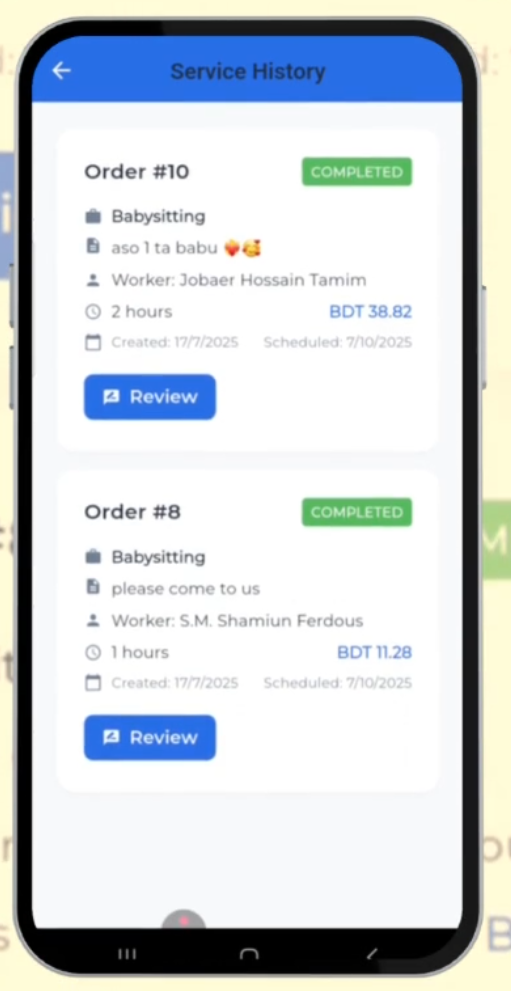 Service History
Order #10
COMPLETED
Babysitting
aso 1 ta babu ❤️‍🔥🥰
Worker: Jobaer Hossain Tamim
2 hours
BDT 38.82
Created: 17/7/2025
Scheduled: 7/10/2025
Review
Order #8
COMPLETED
Babysitting
please come to us
Worker: S.M. Shamiun Ferdous
1 hours
BDT 11.28
Created: 17/7/2025
Scheduled: 7/10/2025
Review